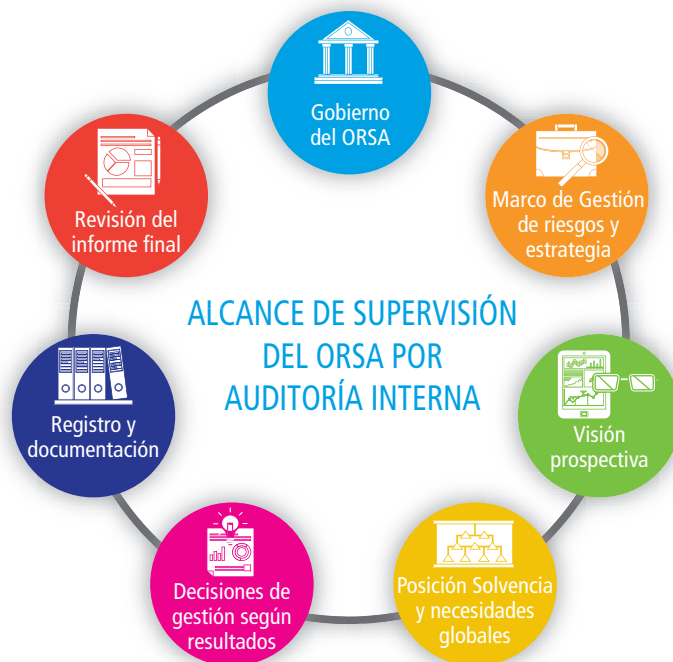 Gobierno
del ORSA
Marco de Gestión
de riesgos y
estrategia
Visión
prospectiva
Posición Solvencia
y necesidades
globales
Decisiones de
gestión según
resultados
Registro y
documentación
Revisión del
informe final
ALCANCE DE SUPERVISIÓN
DEL ORSA POR
AUDITORÍA INTERNA